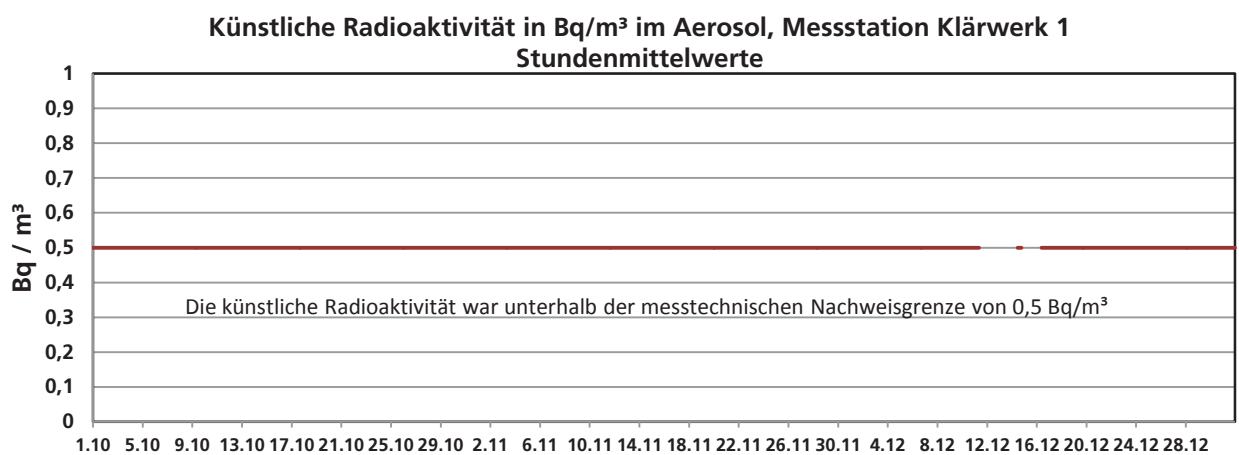 Künstliche Radioaktivität in Bq/m³ im Aerosol, Messstation Klärwerk 1
Stundenmittelwerte
1
0,9
0,8
0,7
0,6
0,5
0,4
0,3
0,2
0,1
0
Bq / m³
Die künstliche Radioaktivität war unterhalb der messtechnischen Nachweisgrenze von 0,5 Bq/m³
1.10 5.10 9.10 13.10 17.10 21.10 25.10 29.10 2.11 6.11 10.11 14.11 18.11 22.11 26.11 30.11 4.12 8.12 12.12 16.12 20.12 24.12 28.12